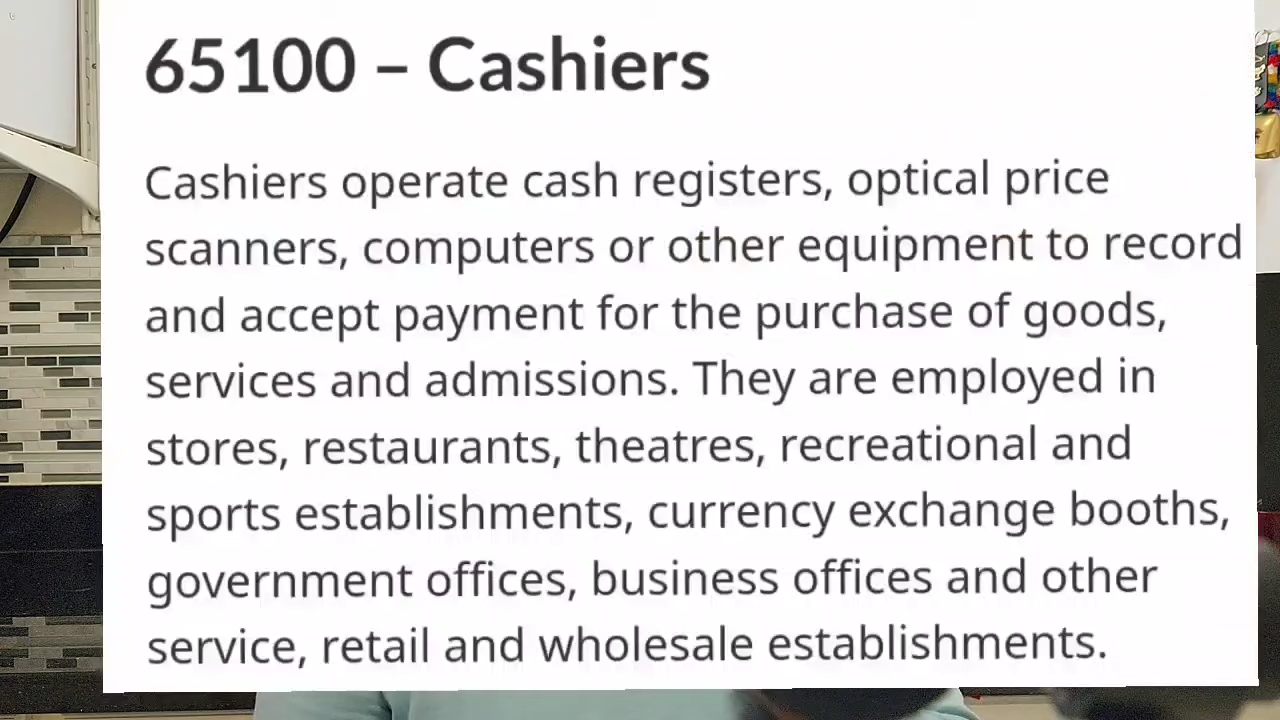 65100 – Cashiers
Cashiers operate cash registers, optical price
scanners, computers or other equipment to record
and accept payment for the purchase of goods,
services and admissions. They are employed in
stores, restaurants, theatres, recreational and
sports establishments, currency exchange booths,
government offices, business offices and other
service, retail and wholesale establishments.